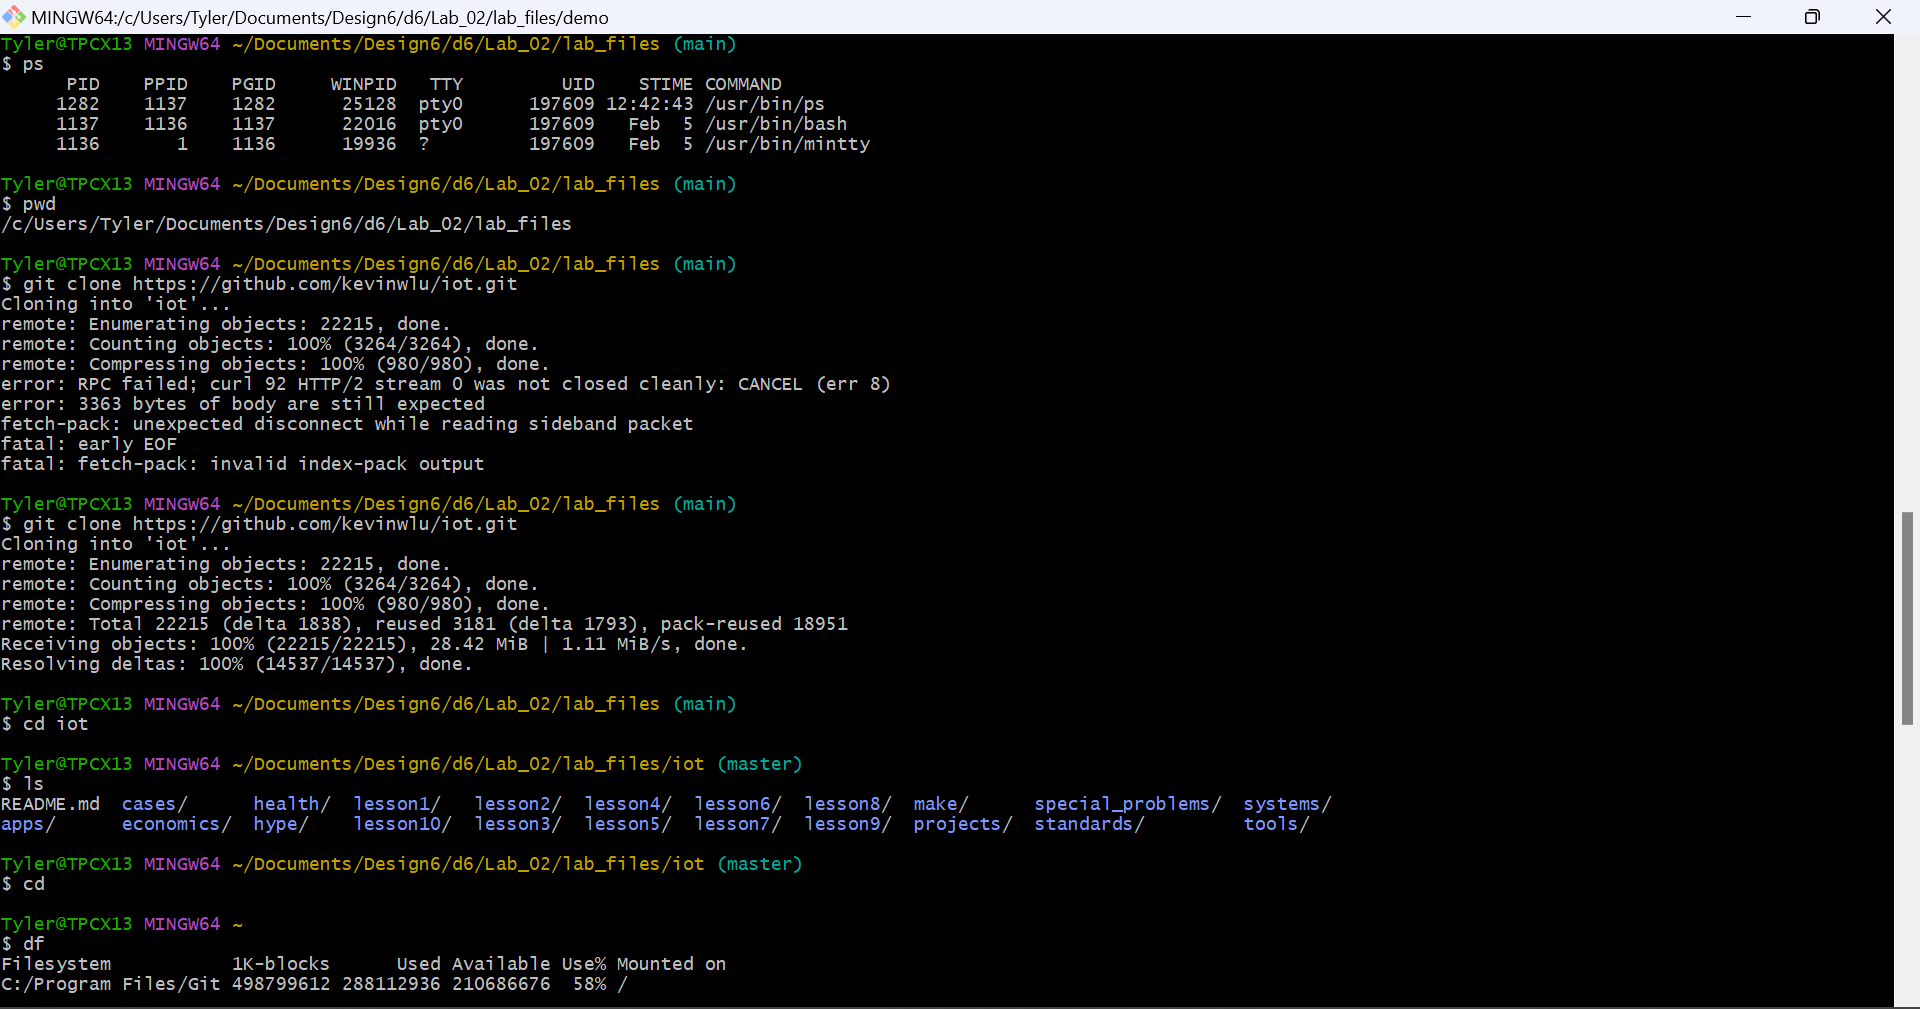 MINGW64:/c/Users/Tyler/Documents/Design6/d6/Lab_02/lab_files/demo
Tyler@TPCX13 MINGW64 ~/Documents/Design6/d6/Lab_02/lab_files (main)
$ ps
      PID    PPID    PGID     WINPID   TTY         UID    STIME COMMAND
     1282    1137    1282      25128  pty0      197609 12:42:43 /usr/bin/ps
     1137    1136    1137      22016  pty0      197609   Feb  5 /usr/bin/bash
     1136       1    1136      19936  ?         197609   Feb  5 /usr/bin/mintty
Tyler@TPCX13 MINGW64 ~/Documents/Design6/d6/Lab_02/lab_files (main)
$ pwd
/c/Users/Tyler/Documents/Design6/d6/Lab_02/lab_files
Tyler@TPCX13 MINGW64 ~/Documents/Design6/d6/Lab_02/lab_files (main)
$ git clone https://github.com/kevinwlu/iot.git
Cloning into 'iot'...
remote: Enumerating objects: 22215, done.
remote: Counting objects: 100% (3264/3264), done.
remote: Compressing objects: 100% (980/980), done.
error: RPC failed; curl 92 HTTP/2 stream 0 was not closed cleanly: CANCEL (err 8)
error: 3363 bytes of body are still expected
fetch-pack: unexpected disconnect while reading sideband packet
fatal: early EOF
fatal: fetch-pack: invalid index-pack output
Tyler@TPCX13 MINGW64 ~/Documents/Design6/d6/Lab_02/lab_files (main)
$ git clone https://github.com/kevinwlu/iot.git
Cloning into 'iot'...
remote: Enumerating objects: 22215, done.
remote: Counting objects: 100% (3264/3264), done.
remote: Compressing objects: 100% (980/980), done.
remote: Total 22215 (delta 1838), reused 3181 (delta 1793), pack-reused 18951
Receiving objects: 100% (22215/22215), 28.42 MiB | 1.11 MiB/s, done.
Resolving deltas: 100% (14537/14537), done.
Tyler@TPCX13 MINGW64 ~/Documents/Design6/d6/Lab_02/lab_files (main)
$ cd iot
Tyler@TPCX13 MINGW64 ~/Documents/Design6/d6/Lab_02/lab_files/iot (master)
$ ls
README.md  cases/      health/  lesson1/   lesson2/  lesson4/  lesson6/  lesson8/  make/      special_problems/  systems/
apps/      economics/  hype/    lesson10/  lesson3/  lesson5/  lesson7/  lesson9/  projects/  standards/         tools/
Tyler@TPCX13 MINGW64 ~/Documents/Design6/d6/Lab_02/lab_files/iot (master)
$ cd
Tyler@TPCX13 MINGW64 ~
$ df
Filesystem           1K-blocks      Used Available Use% Mounted on
C:/Program Files/Git 498799612 288112936 210686676  58% /